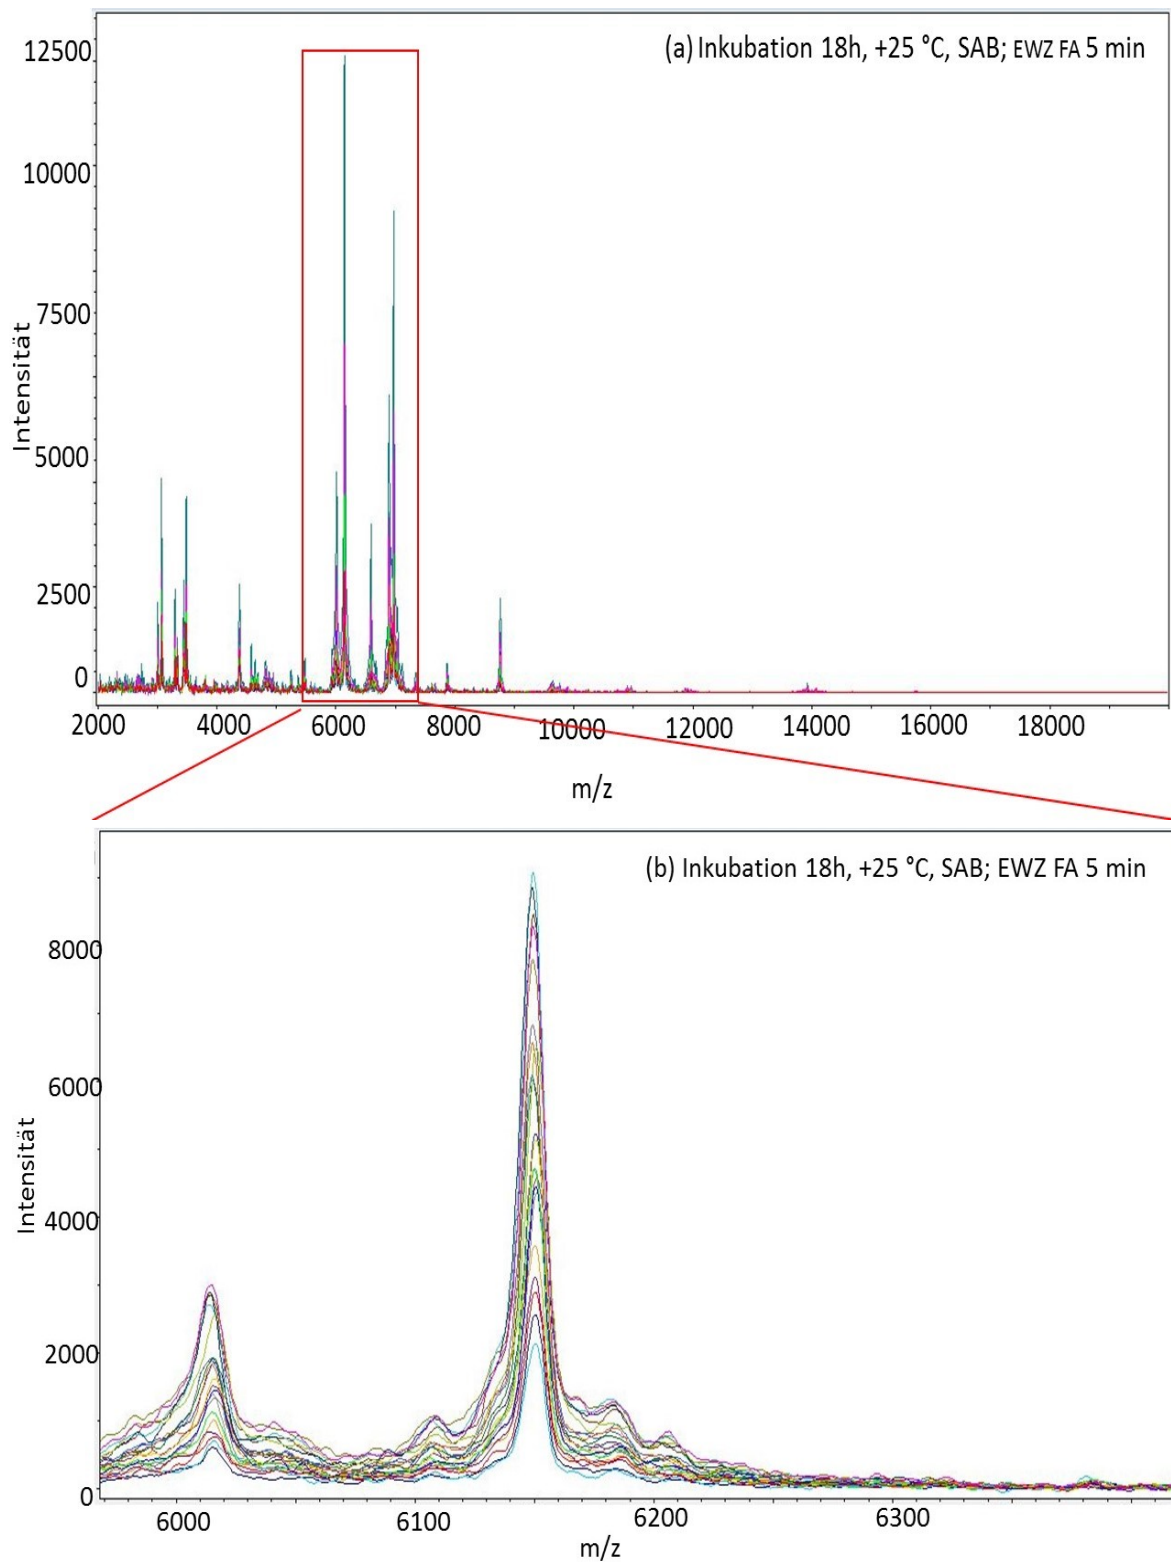 (a) Inkubation 18h, +25 °C, SAB; EWZ FA 5 min
12500
10000
7500
5000
2500
0
Intensität
2000 4000 6000 8000 10000 12000 14000 16000 18000
m/z
(b) Inkubation 18h, +25 °C, SAB; EWZ FA 5 min
8000
6000
4000
2000
0
Intensität
6000 6100 6200 6300
m/z